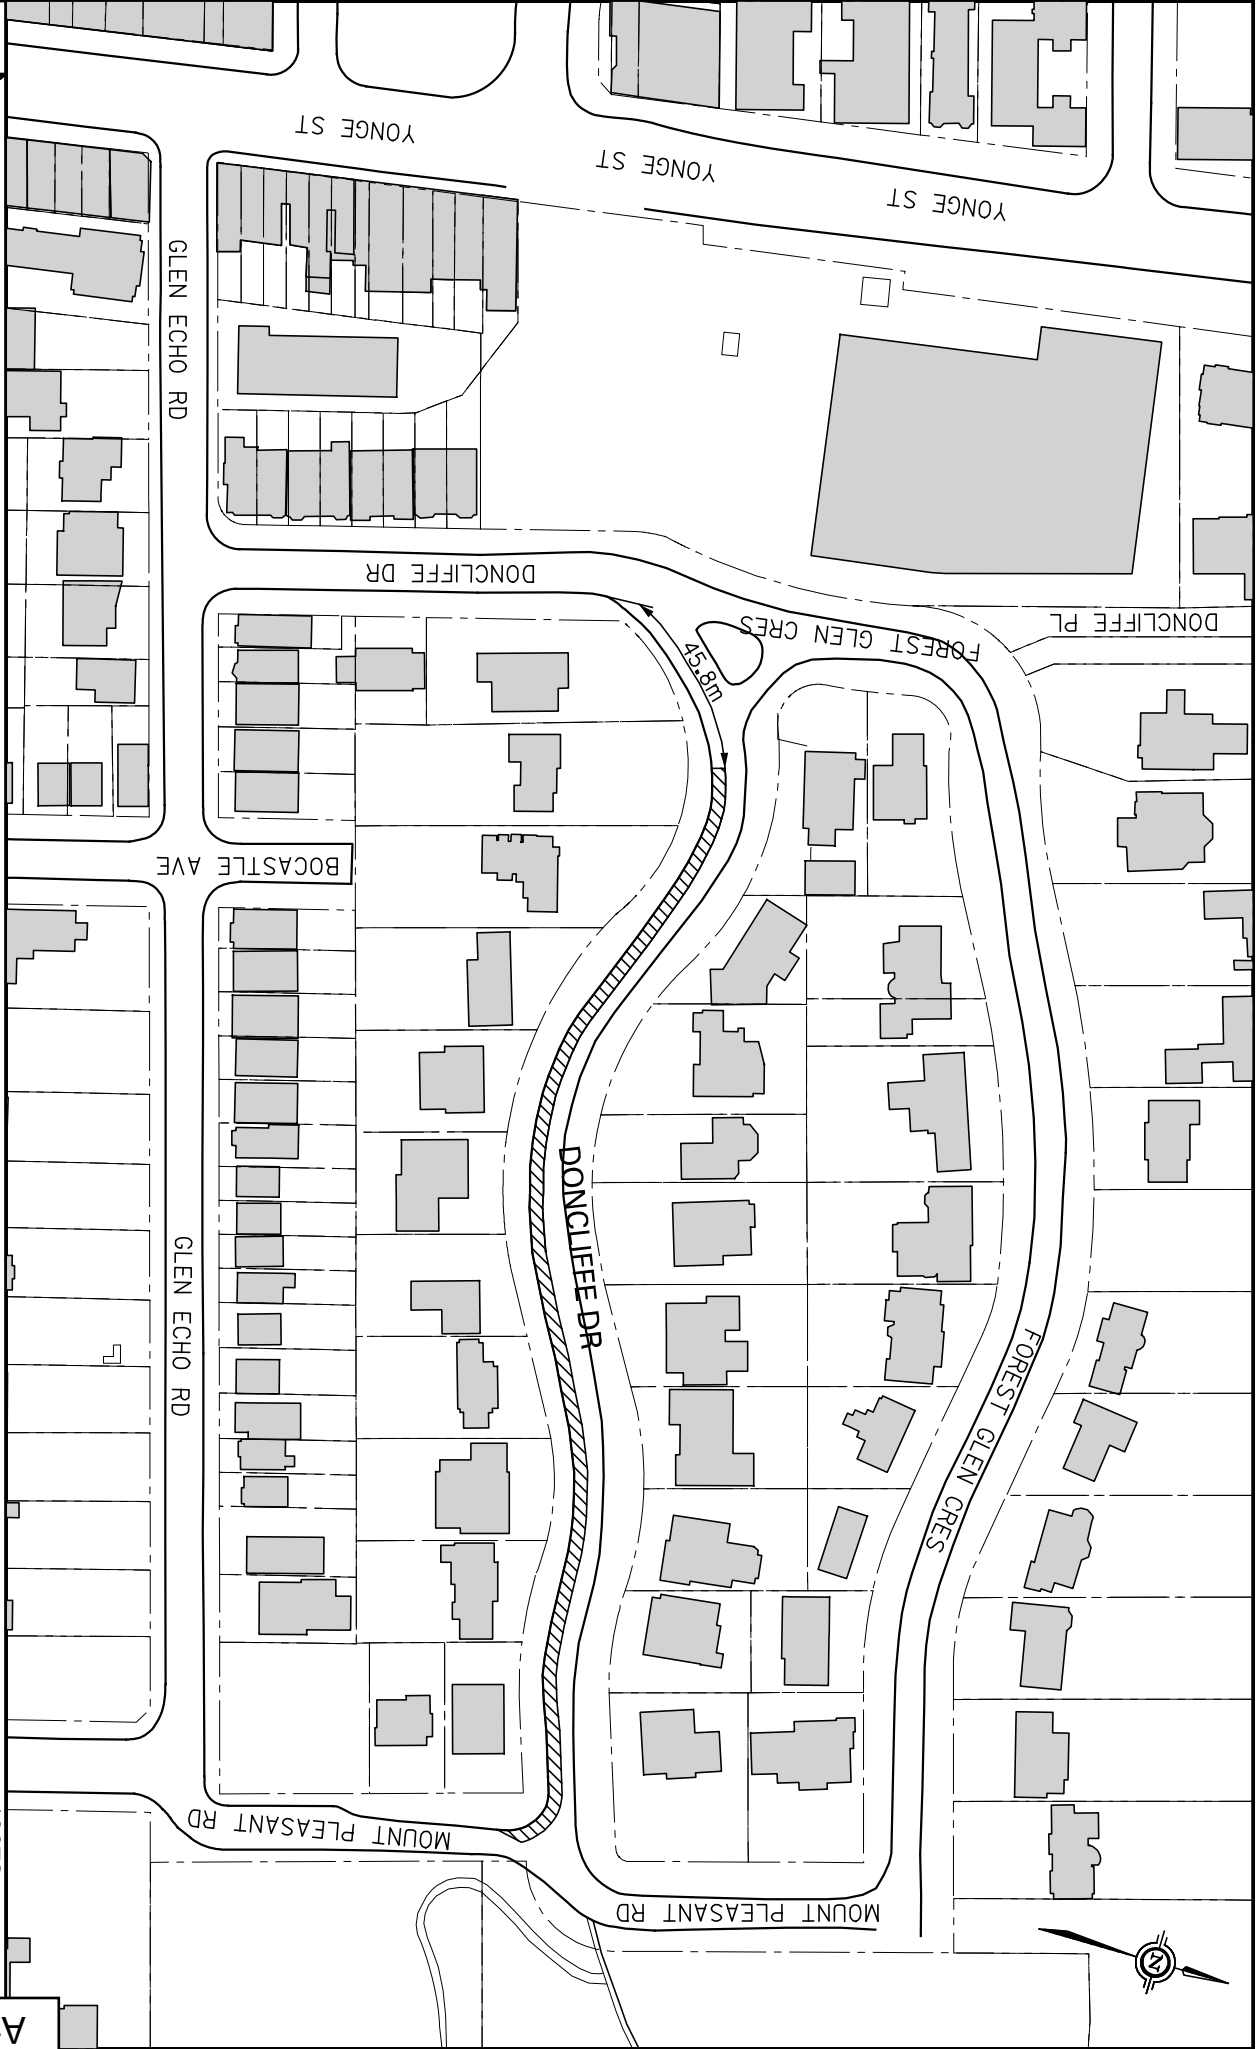 YONGE ST
YONGE ST
YONGE ST
GLEN ECHO RD
DONCLIFFE DR
FOREST GLEN CRES
DONCLIFFE PL
45.8m
BOCASTLE AVE
DONCLIFFE DR
GLEN ECHO RD
FOREST GLEN CRES
MOUNT PLEASANT RD
MOUNT PLEASANT RD
N